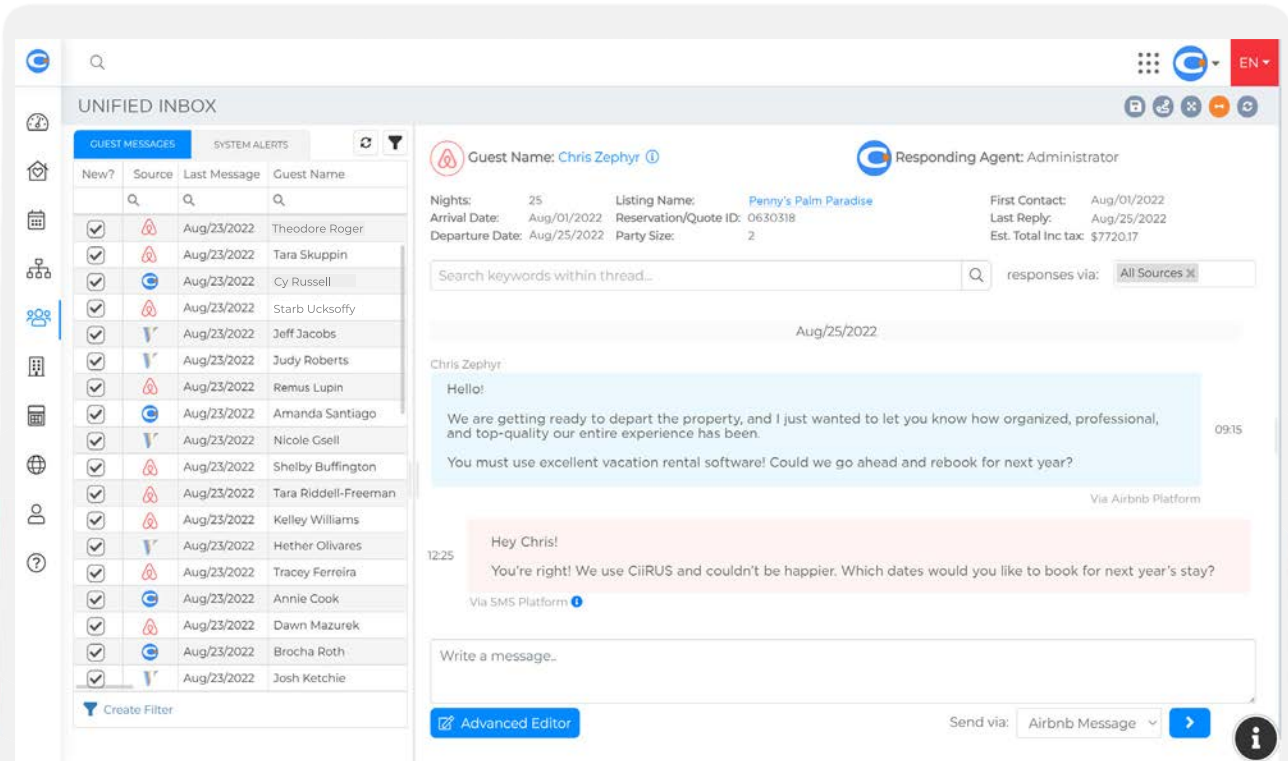 EN
UNIFIED INBOX
GUEST MESSAGES SYSTEM ALERTS
New? Source Last Message Guest Name
Aug/23/2022 Theodore Roger
Aug/23/2022 Tara Skuppin
Aug/23/2022 Cy Russell
Aug/23/2022 Starb Ucksoffy
Aug/23/2022 Jeff Jacobs
Aug/23/2022 Judy Roberts
Aug/23/2022 Remus Lupin
Aug/23/2022 Amanda Santiago
Aug/23/2022 Nicole Gsell
Aug/23/2022 Shelby Buffington
Aug/23/2022 Tara Riddell-Freeman
Aug/23/2022 Kelley Williams
Aug/23/2022 Hether Olivares
Aug/23/2022 Tracey Ferreira
Aug/23/2022 Annie Cook
Aug/23/2022 Dawn Mazurek
Aug/23/2022 Brocha Roth
Aug/23/2022 Josh Ketchie
Create Filter
Guest Name: Chris Zephyr
Responding Agent: Administrator
Nights: 25 Listing Name: Penny's Palm Paradise First Contact: Aug/01/2022
Arrival Date: Aug/01/2022 Reservation/Quote ID: 0630318 Last Reply: Aug/25/2022
Departure Date: Aug/25/2022 Party Size: 2 Est. Total Inc tax: $7720.17
Search keywords within thread... responses via: All Sources
Aug/25/2022
Chris Zephyr
Hello!
We are getting ready to depart the property, and I just wanted to let you know how organized, professional,
and top-quality our entire experience has been.
09:15
You must use excellent vacation rental software! Could we go ahead and rebook for next year?
Via Airbnb Platform
Hey Chris!
12:25
You're right! We use CiiRUS and couldn't be happier. Which dates would you like to book for next year's stay?
Via SMS Platform
Write a message..
Advanced Editor
Send via: Airbnb Message